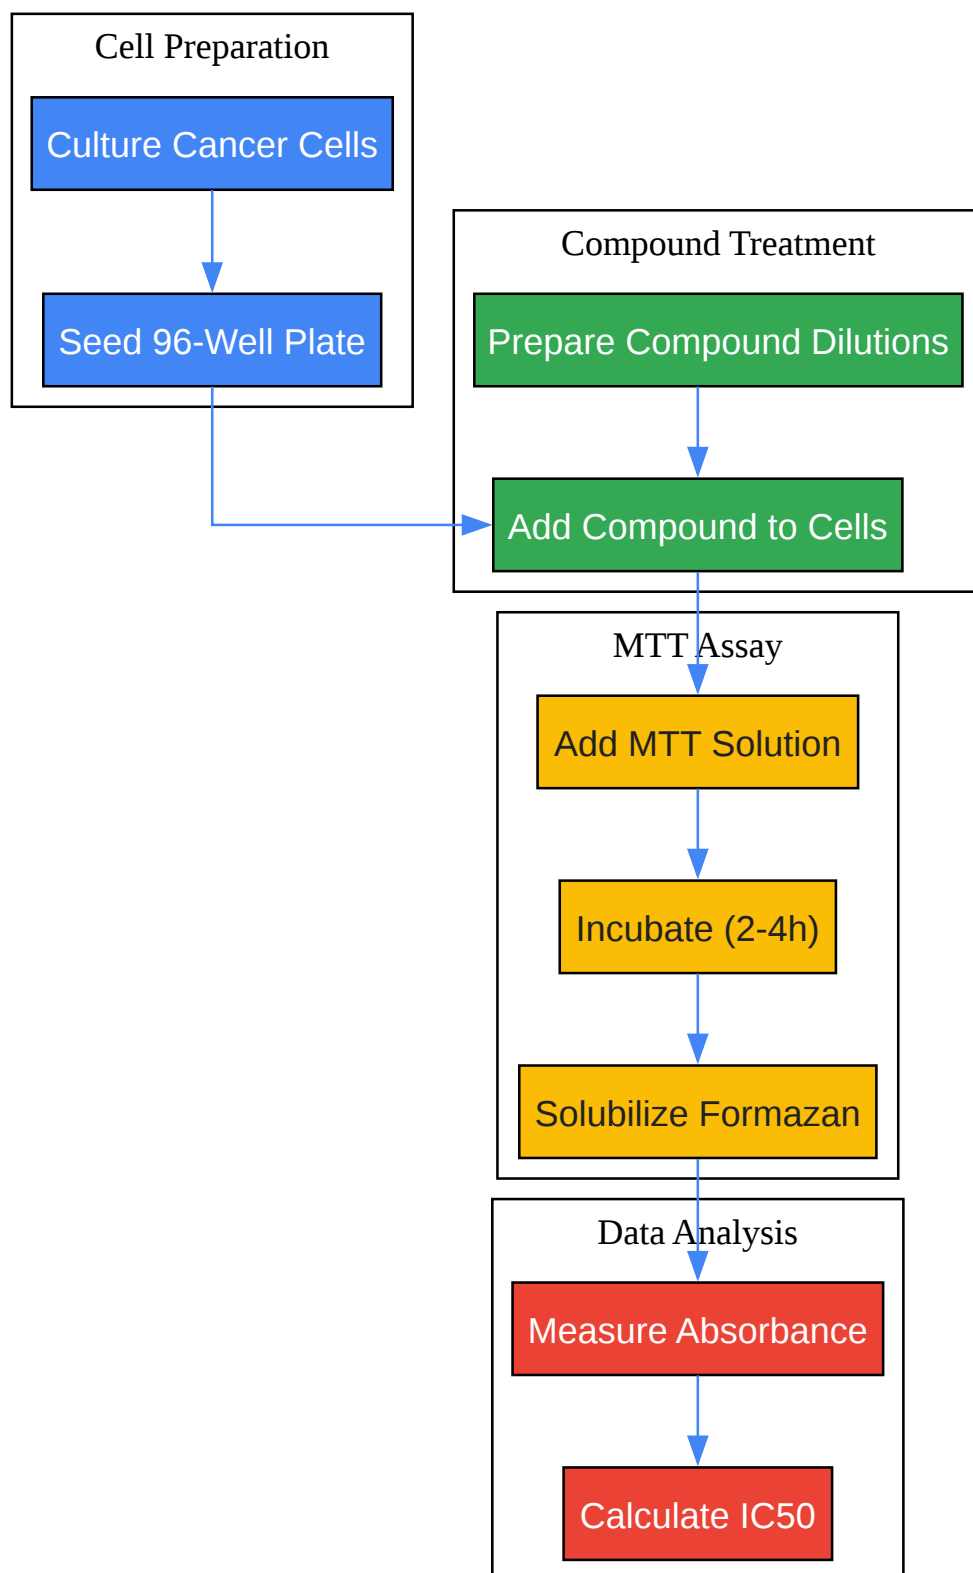 Cell Preparation
Culture Cancer Cells
Seed 96-Well Plate
Compound Treatment
Prepare Compound Dilutions
Add Compound to Cells
MTT Assay
Add MTT Solution
Incubate (2-4h)
Solubilize Formazan
Data Analysis
Measure Absorbance
Calculate IC50